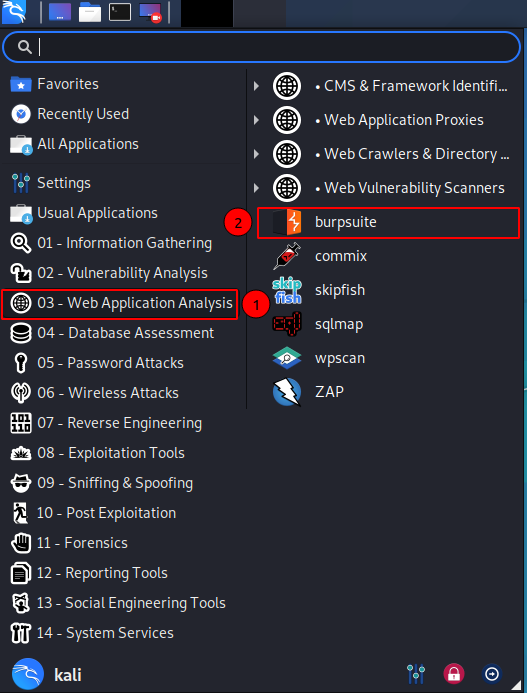 Favorites
Recently Used
All Applications
Settings
Usual Applications
01 - Information Gathering
02 - Vulnerability Analysis
03 - Web Application Analysis
1
04 - Database Assessment
05 - Password Attacks
06 - Wireless Attacks
07 - Reverse Engineering
08 - Exploitation Tools
09 - Sniffing & Spoofing
10 - Post Exploitation
11 - Forensics
12 - Reporting Tools
13 - Social Engineering Tools
14 - System Services
• CMS & Framework Identifi...
• Web Application Proxies
• Web Crawlers & Directory ...
• Web Vulnerability Scanners
2
burpsuite
commix
skip fish
skipfish
sql
sqlmap
wpscan
ZAP
kali